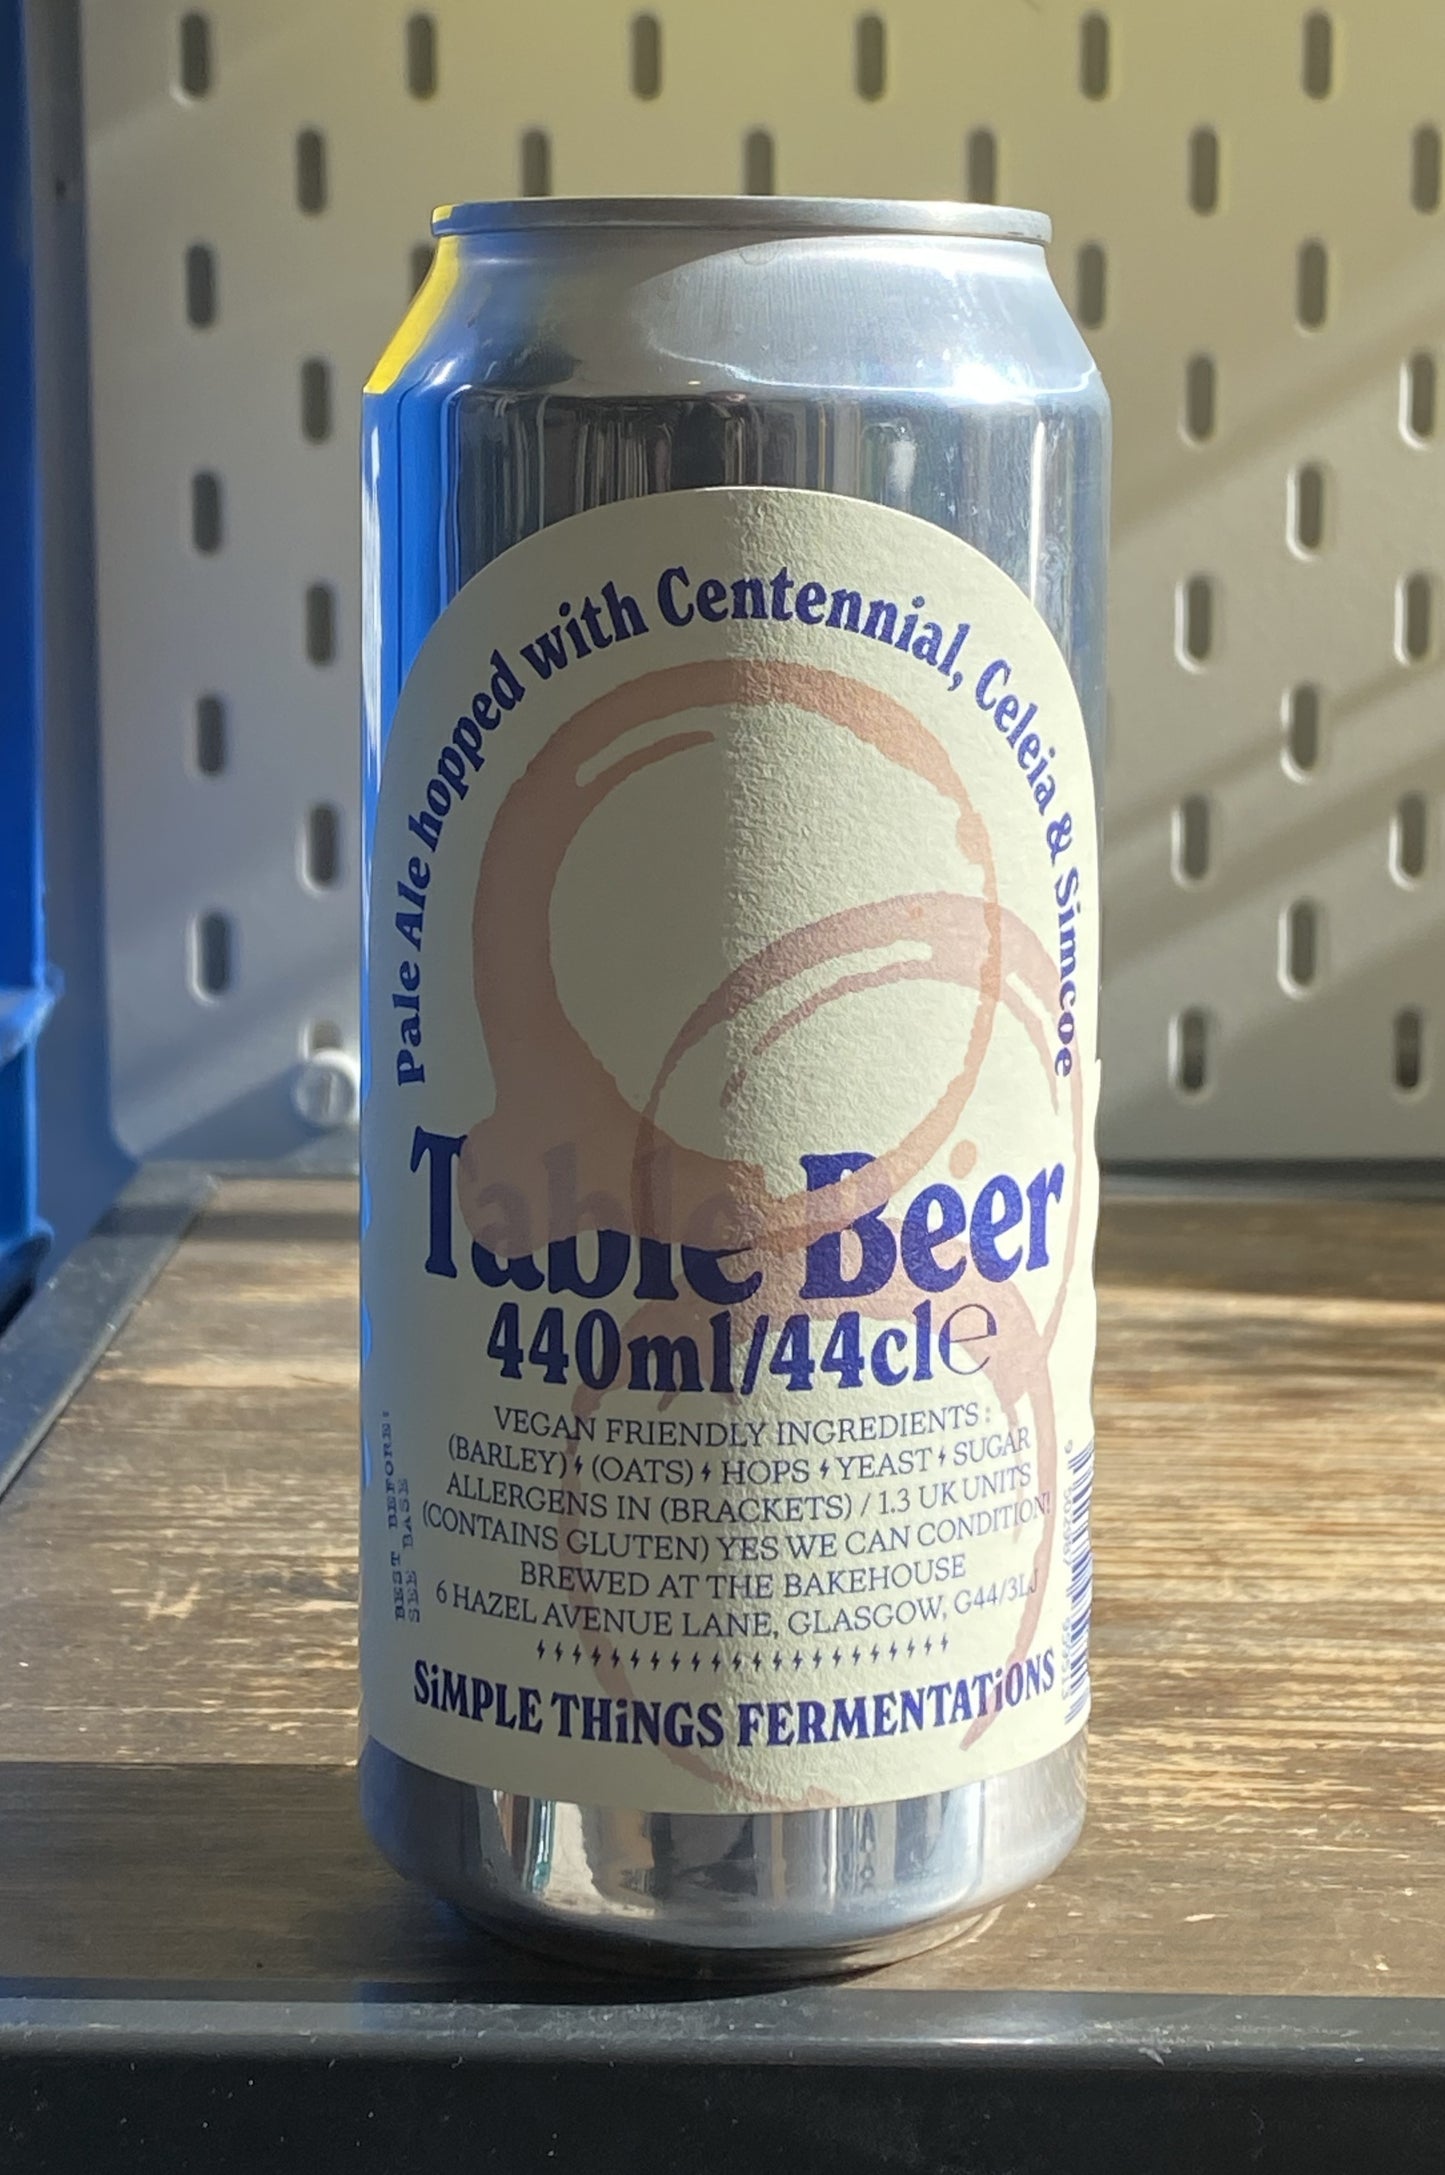 Pale Ale hopped with Centennial, Celeia & Simcoe
Table Beer
440ml/44cl℮
VEGAN FRIENDLY INGREDIENTS:
(BARLEY) (OATS) HOPS YEAST SUGAR
ALLERGENS IN (BRACKETS) / 1.3 UK UNITS
(CONTAINS GLUTEN) YES WE CAN CONDITION!
BREWED AT THE BAKEHOUSE
6 HAZEL AVENUE LANE, GLASGOW, G44/3LJ
SiMPLE THiNGS FERMENTATiONS
BEST BEFORE:
SEE BASE